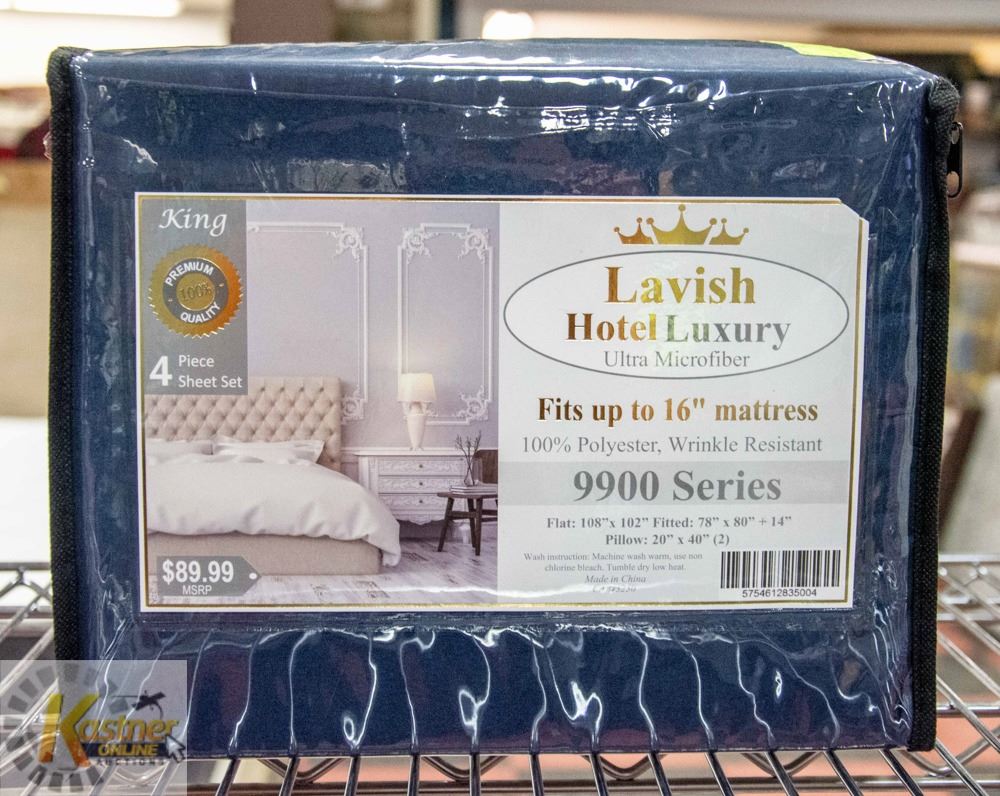 King
PREMIUM
100%
QUALITY
4 Piece
Sheet Set
$89.99
MSRP
Lavish
Hotel Luxury
Ultra Microfiber
Fits up to 16" mattress
100% Polyester, Wrinkle Resistant
9900 Series
Flat: 108”x 102” Fitted: 78” x 80” + 14”
Pillow: 20” x 40” (2)
Wash instruction: Machine wash warm, use non
chlorine bleach. Tumble dry low heat.
Made in China
5754612835004
Kastner
ONLINE
AUCTIONS